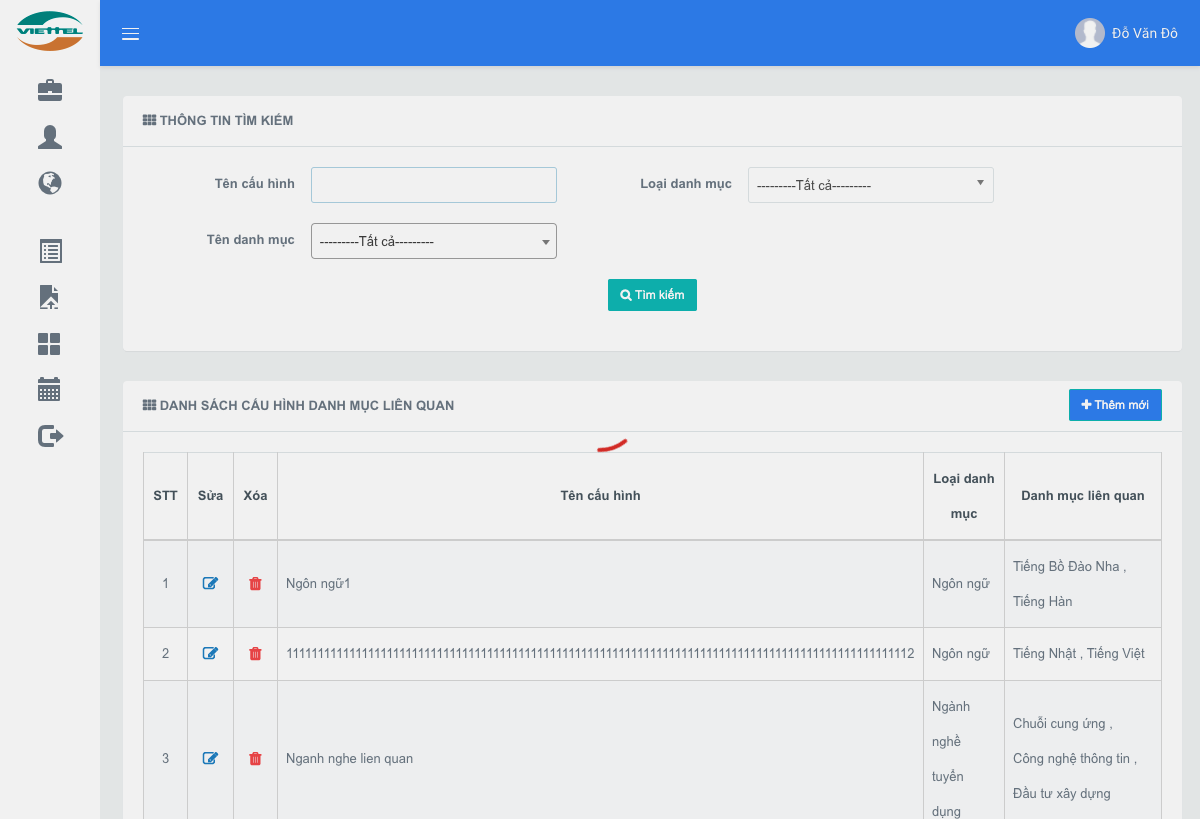 VIETTEL
Đỗ Văn Đô
THÔNG TIN TÌM KIẾM
Tên cấu hình
Loại danh mục
---------Tất cả---------
Tên danh mục
---------Tất cả---------
Tìm kiếm
DANH SÁCH CẤU HÌNH DANH MỤC LIÊN QUAN
Thêm mới
STT
Sửa
Xóa
Tên cấu hình
Loại danh
mục
Danh mục liên quan
1
Ngôn ngữ1
Ngôn ngữ
Tiếng Bồ Đào Nha ,
Tiếng Hàn
2
Ngôn ngữ
Tiếng Nhật , Tiếng Việt
3
Nganh nghe lien quan
Ngành
nghề
tuyển
dụng
Chuỗi cung ứng ,
Công nghệ thông tin ,
Đầu tư xây dựng